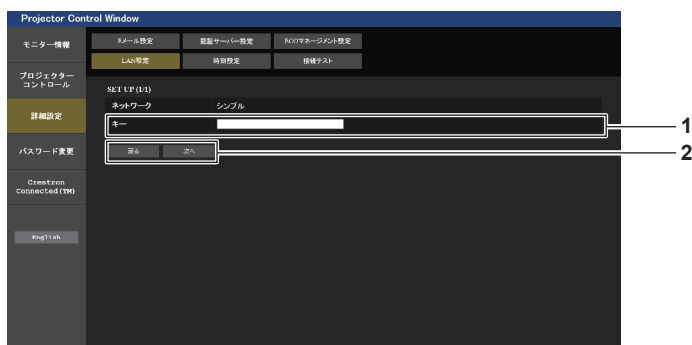 Projector Control Window
モニター情報
プロジェクター
コントロール
詳細設定
パスワード変更
Crestron
Connected(TM)
English
Eメール設定 認証サーバー設定 ECOマネージメント設定
LAN設定 時刻設定 接続テスト
SET UP (1/1)
ネットワーク シンプル
キー
戻る 次へ
1
2